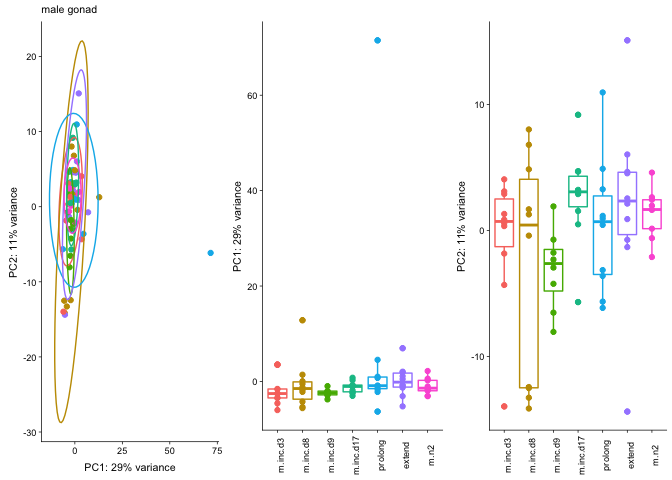 male gonad
PC2: 11% variance
20
10
0
-10
-20
-30
0
25
50
75
PC1: 29% variance
PC1: 29% variance
60
40
20
0
m.inc.d3
m.inc.d8
m.inc.d9
m.inc.d17
prolong
extend
m.n2
PC2: 11% variance
10
0
-10
m.inc.d3
m.inc.d8
m.inc.d9
m.inc.d17
prolong
extend
m.n2